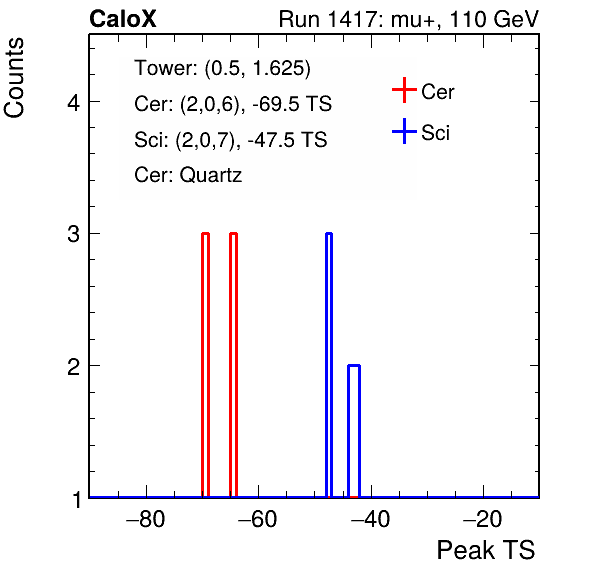 CaloX Run 1417: mu+, 110 GeV
Counts
Tower: (0.5, 1.625)
Cer: (2,0,6), -69.5 TS
Sci: (2,0,7), -47.5 TS
Cer: Quartz
Cer
Sci
4
3
2
1
−80 −60 −40 −20
Peak TS